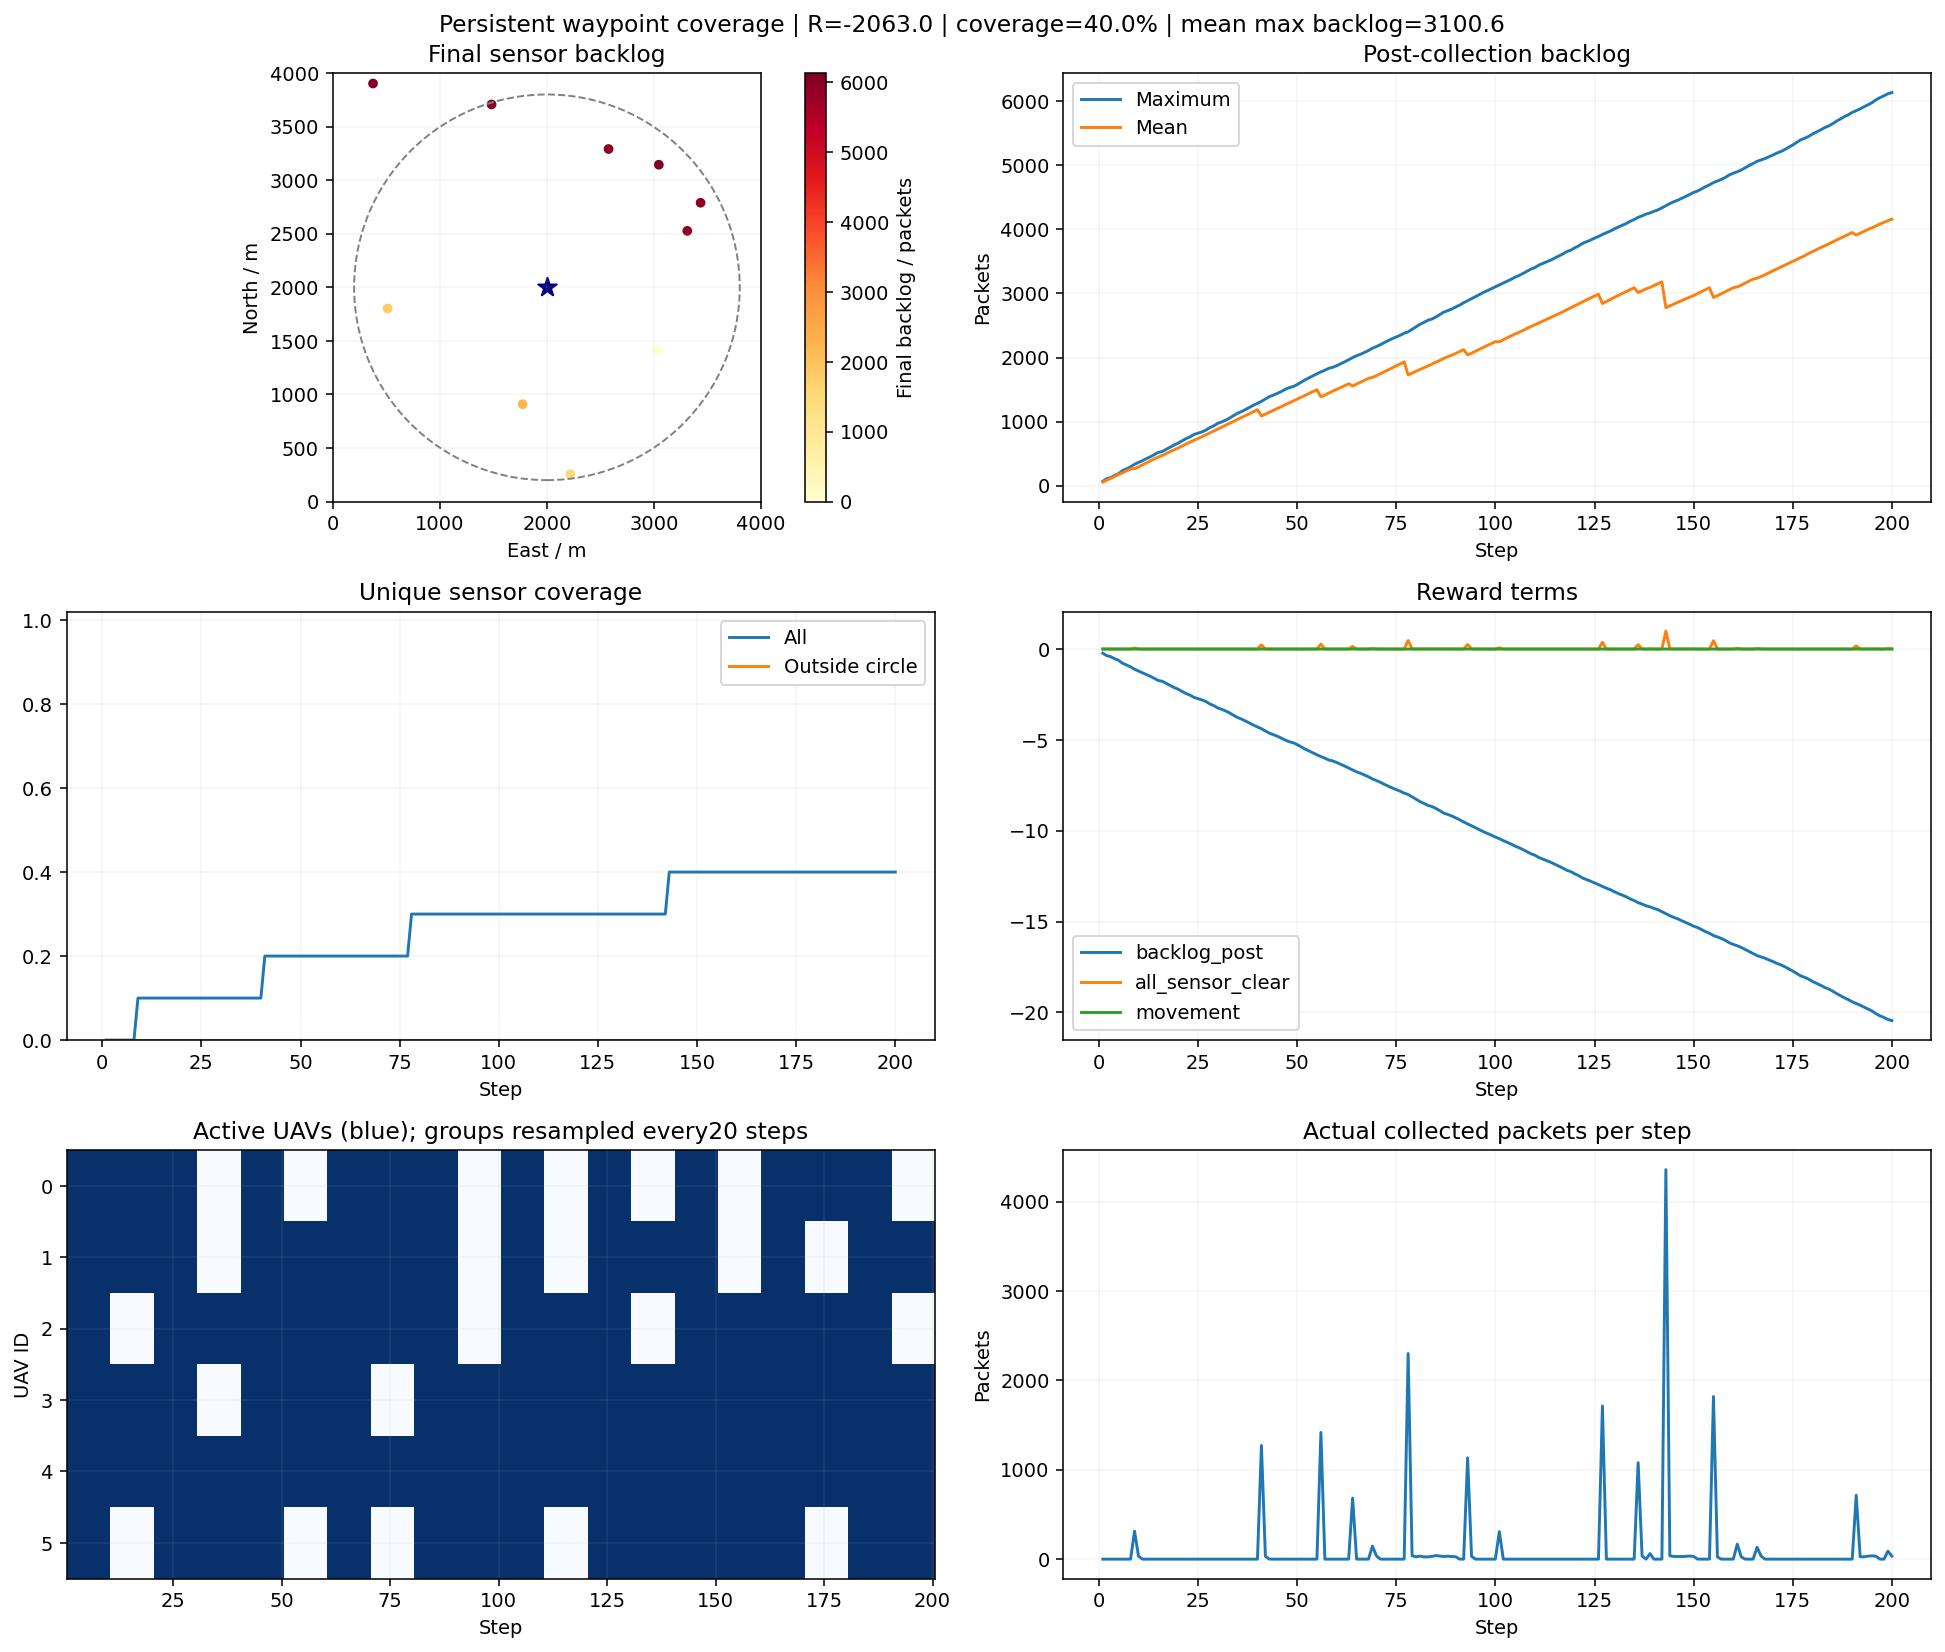 Persistent waypoint coverage | R=-2063.0 | coverage=40.0% | mean max backlog=3100.6
Final sensor backlog
4000
3500
3000
2500
2000
1500
1000
500
0
North / m
0 1000 2000 3000 4000
East / m
6000
5000
4000
3000
2000
1000
0
Final backlog / packets
Post-collection backlog
Maximum
Mean
6000
5000
4000
3000
2000
1000
0
Packets
0 25 50 75 100 125 150 175 200
Step
Unique sensor coverage
All
Outside circle
1.0
0.8
0.6
0.4
0.2
0.0
0 25 50 75 100 125 150 175 200
Step
Reward terms
0
−5
−10
−15
−20
backlog_post
all_sensor_clear
movement
0 25 50 75 100 125 150 175 200
Step
Active UAVs (blue); groups resampled every20 steps
0
1
2
3
4
5
UAV ID
25 50 75 100 125 150 175 200
Step
Actual collected packets per step
4000
3000
2000
1000
0
Packets
0 25 50 75 100 125 150 175 200
Step